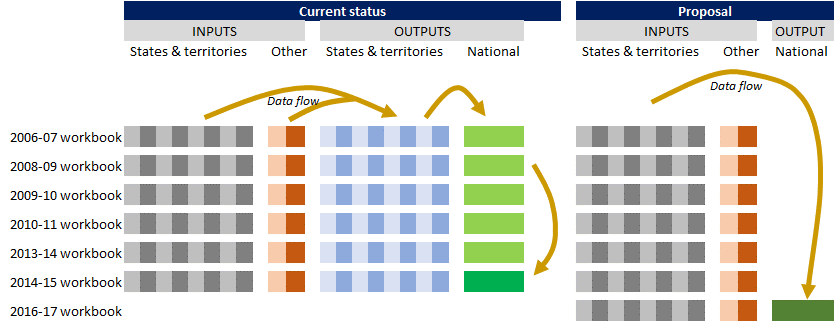 Current status Proposal
INPUTS OUTPUTS INPUTS OUTPUT
States & territories Other States & territories National States & territories Other National
Data flow Data flow
2006-07 workbook
2008-09 workbook
2009-10 workbook
2010-11 workbook
2013-14 workbook
2014-15 workbook
2016-17 workbook